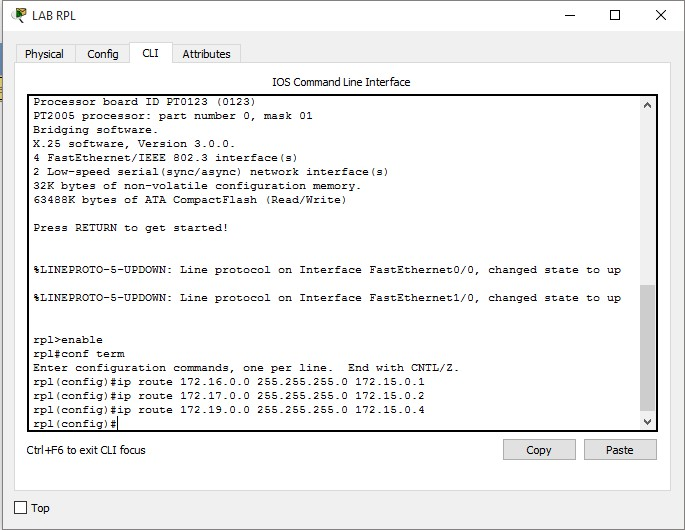 LAB RPL
Physical Config CLI Attributes
IOS Command Line Interface
Processor board ID PT0123 (0123)
PT2005 processor: part number 0, mask 01
Bridging software.
X.25 software, Version 3.0.0.
4 FastEthernet/IEEE 802.3 interface(s)
2 Low-speed serial(sync/async) network interface(s)
32K bytes of non-volatile configuration memory.
63488K bytes of ATA CompactFlash (Read/Write)
Press RETURN to get started!
%LINEPROTO-5-UPDOWN: Line protocol on Interface FastEthernet0/0, changed state to up
%LINEPROTO-5-UPDOWN: Line protocol on Interface FastEthernet1/0, changed state to up
rpl>enable
rpl#conf term
Enter configuration commands, one per line.  End with CNTL/Z.
rpl(config)#ip route 172.16.0.0 255.255.255.0 172.15.0.1
rpl(config)#ip route 172.17.0.0 255.255.255.0 172.15.0.2
rpl(config)#ip route 172.19.0.0 255.255.255.0 172.15.0.4
rpl(config)#
Ctrl+F6 to exit CLI focus
Copy Paste
Top